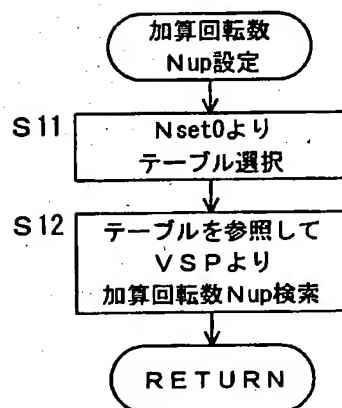 加算回転数
Nup設定
S11
Nset0より
テーブル選択
S12
テーブルを参照して
VSPより
加算回転数Nup検索
RETURN